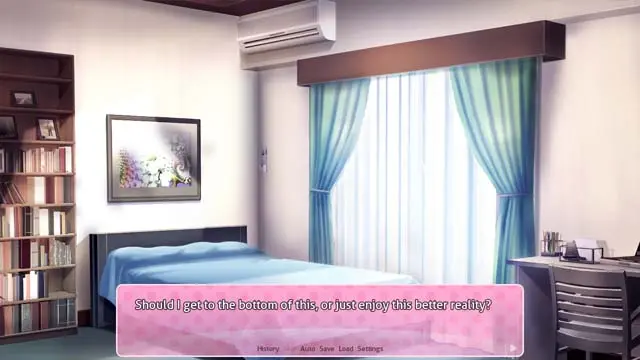 Should I get to the bottom of this, or just enjoy this better reality?
History Auto Save Load Settings